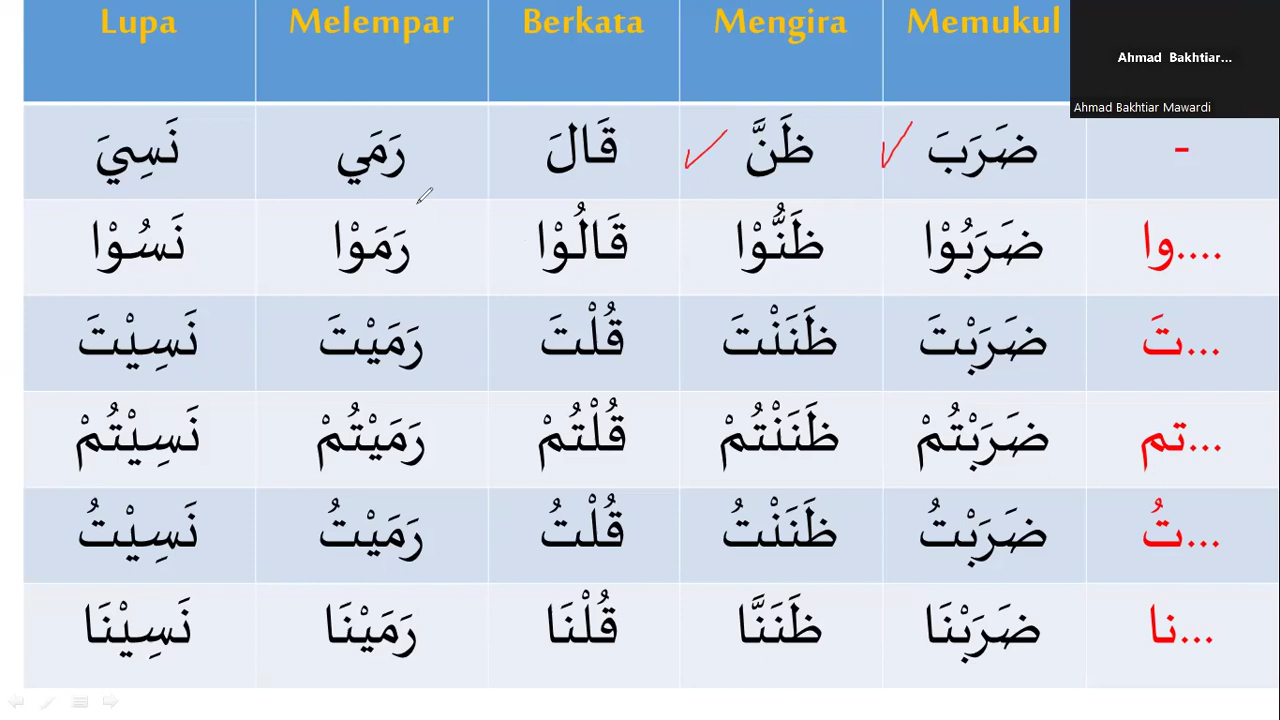 Lupa Melempar Berkata Mengira Memukul
Ahmad Bakhtiar...
Ahmad Bakhtiar Mawardi
- ضَرَبَ ظَنَّ قَالَ رَمَي نَسِيَ
....وا ضَرَبُوْا ظَنُّوْا قَالُوْا رَمَوْا نَسُوْا
...تَ ضَرَبْتَ ظَنَنْتَ قُلْتَ رَمَيْتَ نَسِيْتَ
...تم ضَرَبْتُمْ ظَنَنْتُمْ قُلْتُمْ رَمَيْتُمْ نَسِيْتُمْ
...تُ ضَرَبْتُ ظَنَنْتُ قُلْتُ رَمَيْتُ نَسِيْتُ
...نا ضَرَبْنَا ظَنَنَّا قُلْنَا رَمَيْنَا نَسِيْنَا